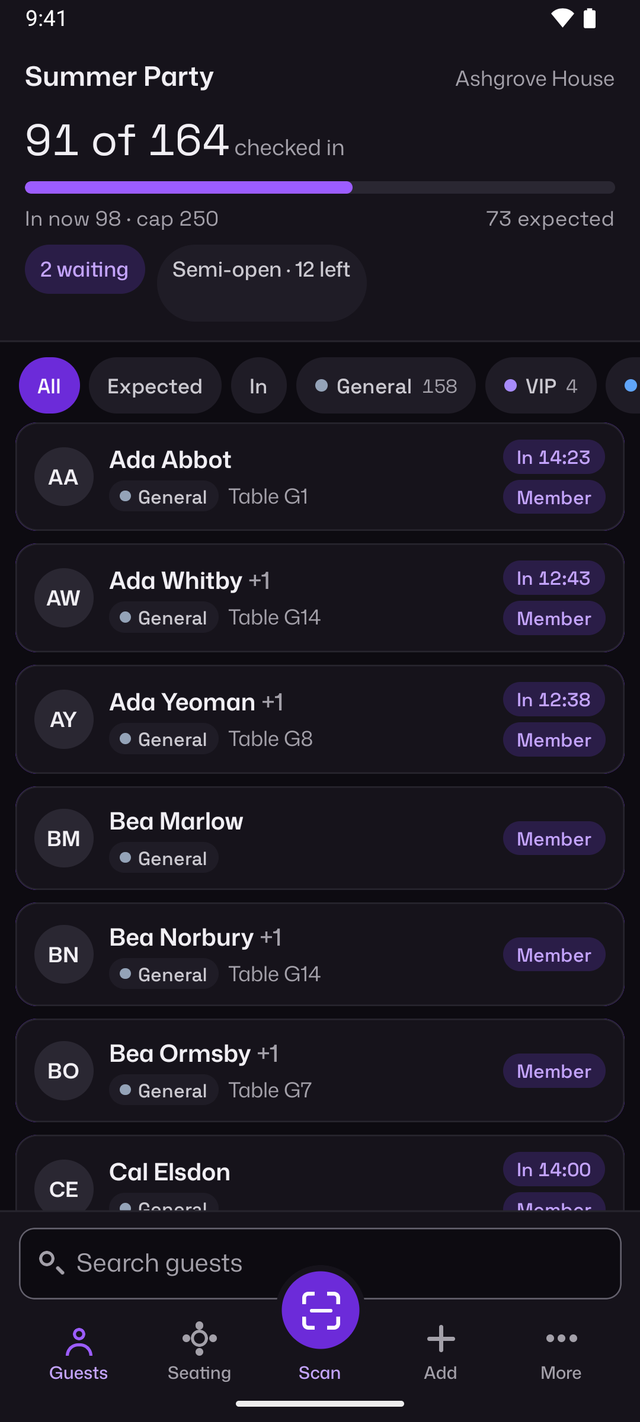 9:41
Summer Party
Ashgrove House
91 of 164 checked in
In now 98 · cap 250
73 expected
2 waiting
Semi-open · 12 left
All
Expected
In
General 158
VIP 4
AA
Ada Abbot
General
Table G1
In 14:23
Member
AW
Ada Whitby +1
General
Table G14
In 12:43
Member
AY
Ada Yeoman +1
General
Table G8
In 12:38
Member
BM
Bea Marlow
General
Member
BN
Bea Norbury +1
General
Table G14
Member
BO
Bea Ormsby +1
General
Table G7
Member
CE
Cal Elsdon
General
In 14:00
Member
Search guests
Guests
Seating
Scan
Add
More